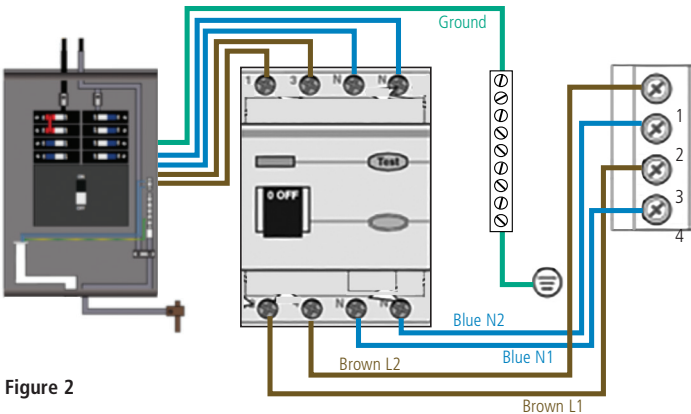 Ground
1 3 N N
Test
0 OFF
1
2
3
4
N N
Blue N2
Blue N1
Brown L2
Figure 2
Brown L1